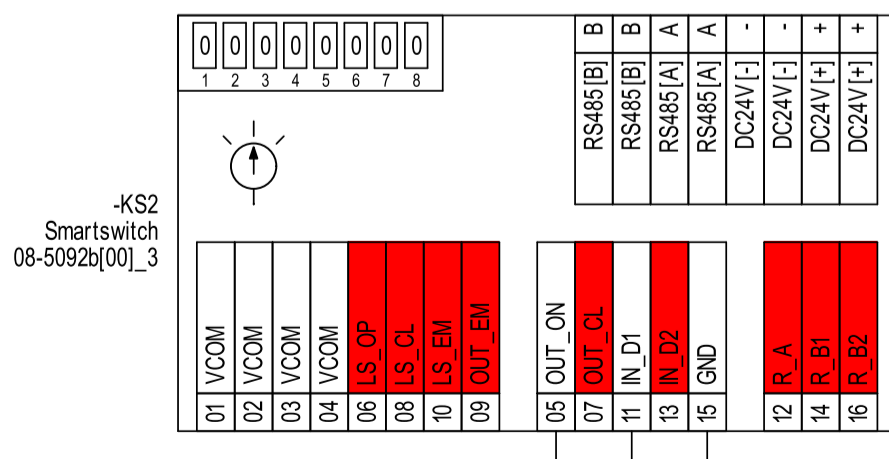 0 0 0 0 0 0 0 0
1 2 3 4 5 6 7 8
B B A A - - + +
RS485[B] RS485[B] RS485[A] RS485[A] DC24V[-] DC24V[-] DC24V[+] DC24V[+]
-KS2
Smartswitch
08-5092b[00]_3
VCOM VCOM VCOM VCOM LS_OP LS_CL LS_EM OUT_EM OUT_ON OUT_CL IN_D1 IN_D2 GND R_A R_B1 R_B2
01 02 03 04 06 08 10 09 05 07 11 13 15 12 14 16